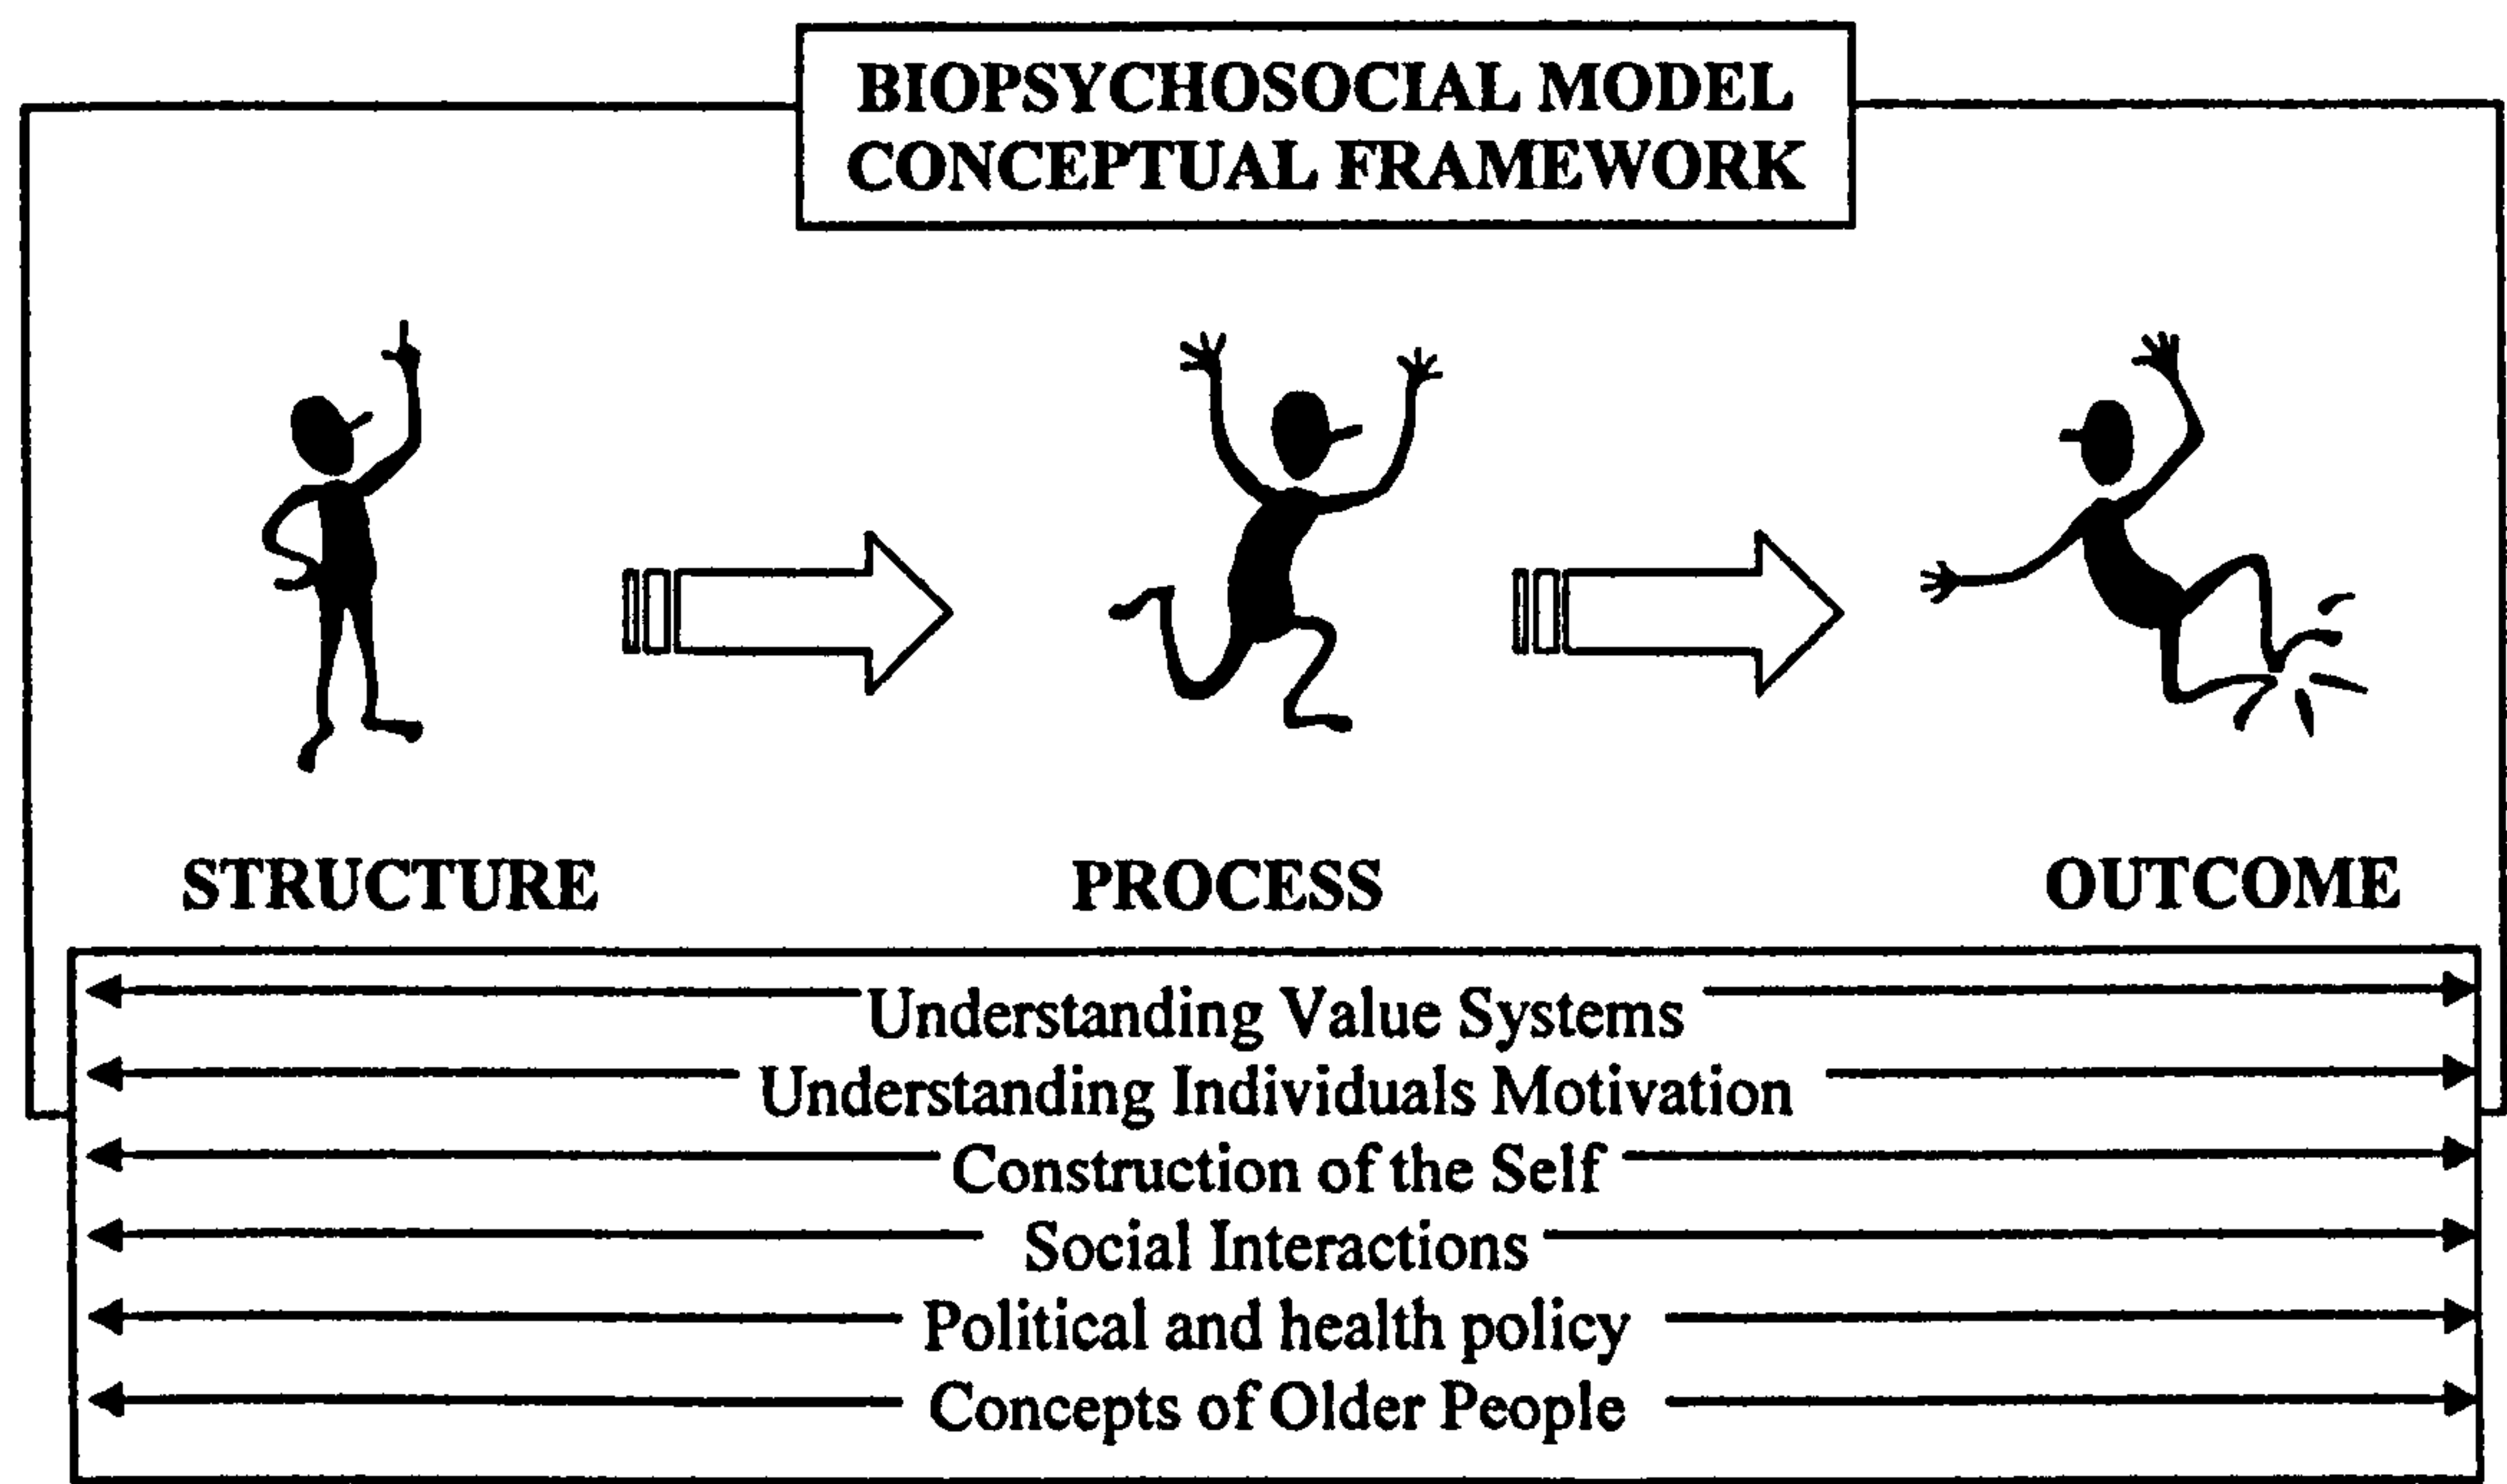 BIOPSYCHOSOCIAL MODEL
CONCEPTUAL FRAMEWORK
STRUCTURE
PROCESS
OUTCOME
Understanding Value Systems
Understanding Individuals Motivation
Construction of the Self
Social Interactions
Political and health policy
Concepts of Older People